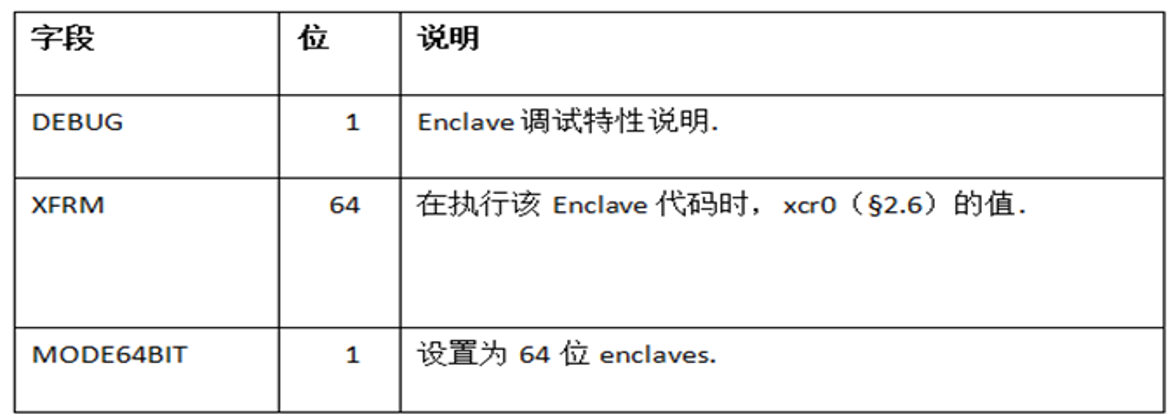 字段 位 说明
DEBUG 1 Enclave 调试特性说明.
XFRM 64 在执行该 Enclave 代码时，xcr0（§2.6）的值.
MODE64BIT 1 设置为 64 位 enclaves.